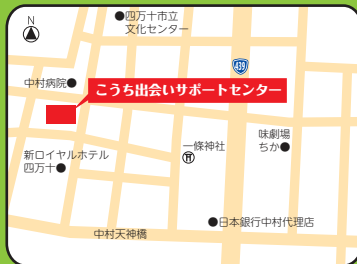 N
●四万十市立
文化センター
439
中村病院●
こうち出会いサポートセンター
一條神社
味劇場
ちか●
新ロイヤルホテル
四万十●
●日本銀行中村代理店
中村天神橋